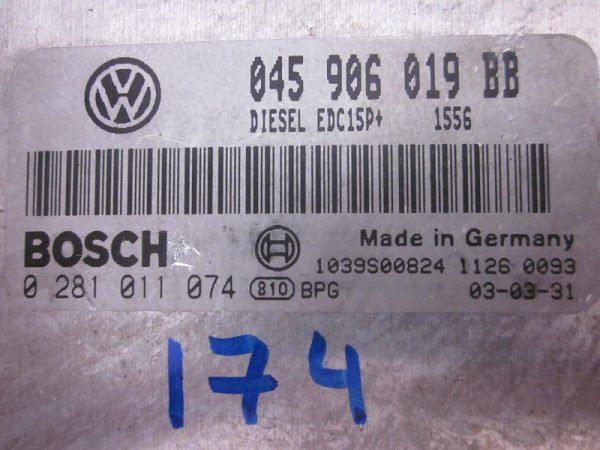 045 906 019 BB
DIESEL EDC15P+ 1556
BOSCH
Made in Germany
1039S00824 1126 0093
0 281 011 074 810 BPG 03-03-31
174